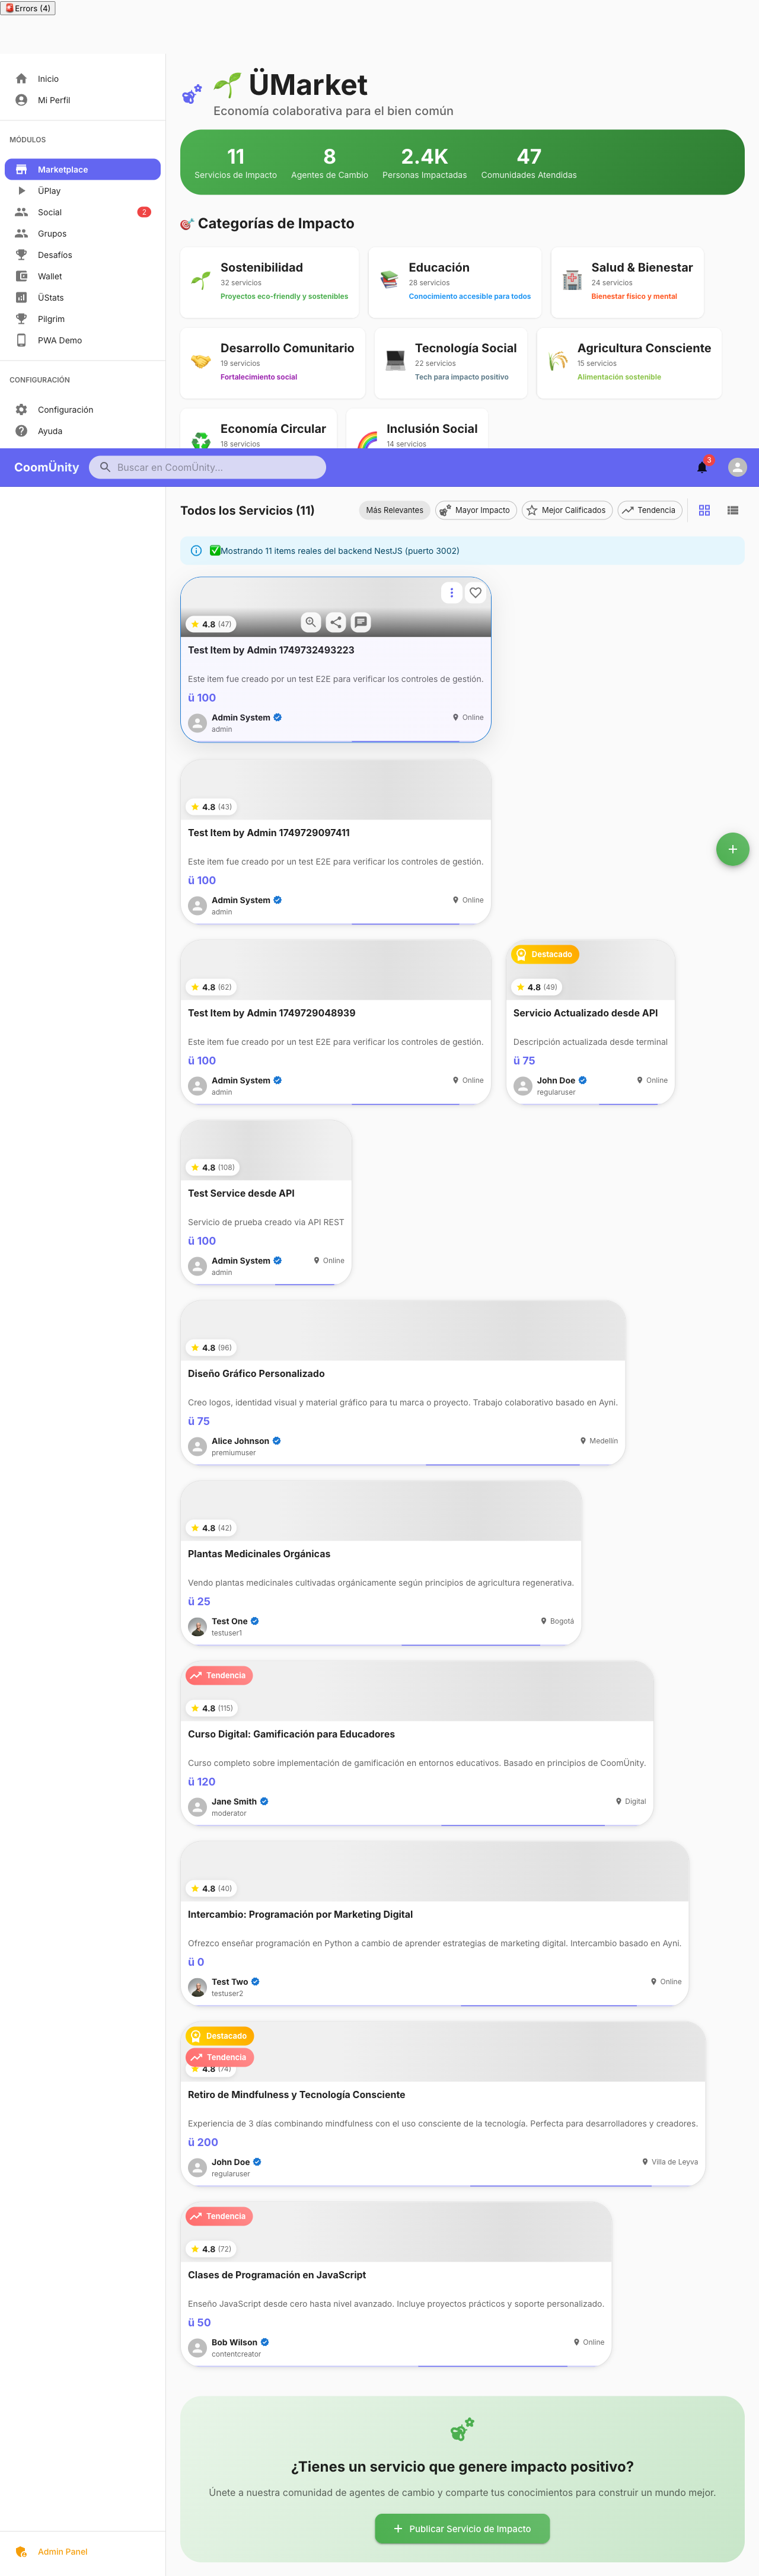 Errors (4)
Inicio
Mi Perfil
MÓDULOS
Marketplace
ÜPlay
Social 2
Grupos
Desafíos
Wallet
ÜStats
Pilgrim
PWA Demo
CONFIGURACIÓN
Configuración
Ayuda
ÜMarket
Economía colaborativa para el bien común
11 8 2.4K 47
Servicios de Impacto Agentes de Cambio Personas Impactadas Comunidades Atendidas
Categorías de Impacto
Sostenibilidad
32 servicios
Proyectos eco-friendly y sostenibles
Educación
28 servicios
Conocimiento accesible para todos
Salud & Bienestar
24 servicios
Bienestar físico y mental
Desarrollo Comunitario
19 servicios
Fortalecimiento social
Tecnología Social
22 servicios
Tech para impacto positivo
Agricultura Consciente
15 servicios
Alimentación sostenible
Economía Circular
18 servicios
Inclusión Social
14 servicios
CoomÜnity Buscar en CoomÜnity... 3
Todos los Servicios (11) Más Relevantes Mayor Impacto Mejor Calificados Tendencia
Mostrando 11 items reales del backend NestJS (puerto 3002)
4.8 (47)
Test Item by Admin 1749732493223
Este item fue creado por un test E2E para verificar los controles de gestión.
ü 100
Admin System Online
admin
4.8 (43)
Test Item by Admin 1749729097411
Este item fue creado por un test E2E para verificar los controles de gestión.
ü 100
Admin System Online
admin
4.8 (62)
Test Item by Admin 1749729048939
Este item fue creado por un test E2E para verificar los controles de gestión.
ü 100
Admin System Online
admin
Destacado
4.8 (49)
Servicio Actualizado desde API
Descripción actualizada desde terminal
ü 75
John Doe Online
regularuser
4.8 (108)
Test Service desde API
Servicio de prueba creado via API REST
ü 100
Admin System Online
admin
4.8 (96)
Diseño Gráfico Personalizado
Creo logos, identidad visual y material gráfico para tu marca o proyecto. Trabajo colaborativo basado en Ayni.
ü 75
Alice Johnson Medellín
premiumuser
4.8 (42)
Plantas Medicinales Orgánicas
Vendo plantas medicinales cultivadas orgánicamente según principios de agricultura regenerativa.
ü 25
Test One Bogotá
testuser1
Tendencia
4.8 (115)
Curso Digital: Gamificación para Educadores
Curso completo sobre implementación de gamificación en entornos educativos. Basado en principios de CoomÜnity.
ü 120
Jane Smith Digital
moderator
4.8 (40)
Intercambio: Programación por Marketing Digital
Ofrezco enseñar programación en Python a cambio de aprender estrategias de marketing digital. Intercambio basado en Ayni.
ü 0
Test Two Online
testuser2
Destacado
Tendencia
4.8 (74)
Retiro de Mindfulness y Tecnología Consciente
Experiencia de 3 días combinando mindfulness con el uso consciente de la tecnología. Perfecta para desarrolladores y creadores.
ü 200
John Doe Villa de Leyva
regularuser
Tendencia
4.8 (72)
Clases de Programación en JavaScript
Enseño JavaScript desde cero hasta nivel avanzado. Incluye proyectos prácticos y soporte personalizado.
ü 50
Bob Wilson Online
contentcreator
¿Tienes un servicio que genere impacto positivo?
Únete a nuestra comunidad de agentes de cambio y comparte tus conocimientos para construir un mundo mejor.
Publicar Servicio de Impacto
Admin Panel